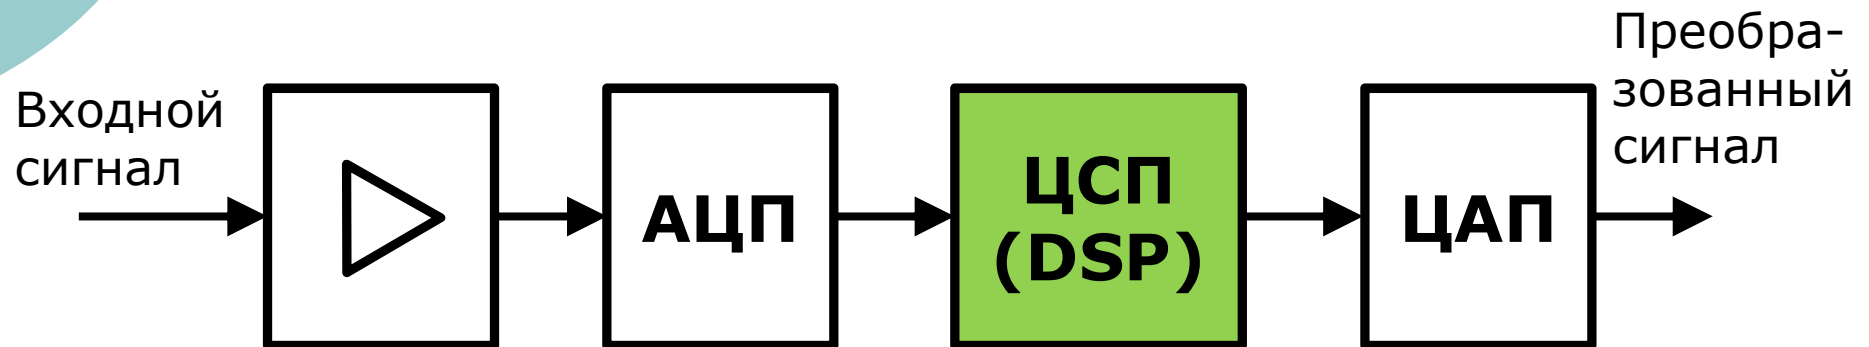 Входной
сигнал
АЦП
ЦСП
(DSP)
ЦАП
Преобра-
зованный
сигнал